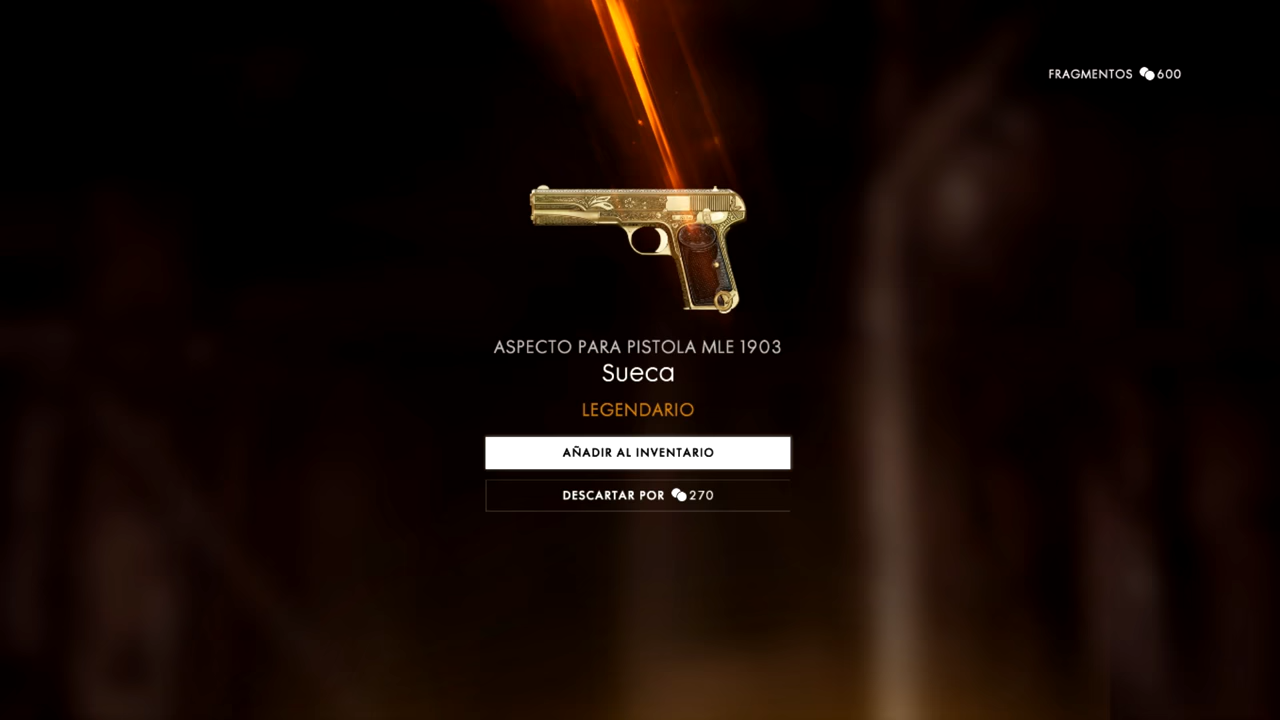 FRAGMENTOS 600
ASPECTO PARA PISTOLA MLE 1903
Sueca
LEGENDARIO
AÑADIR AL INVENTARIO
DESCARTAR POR 270